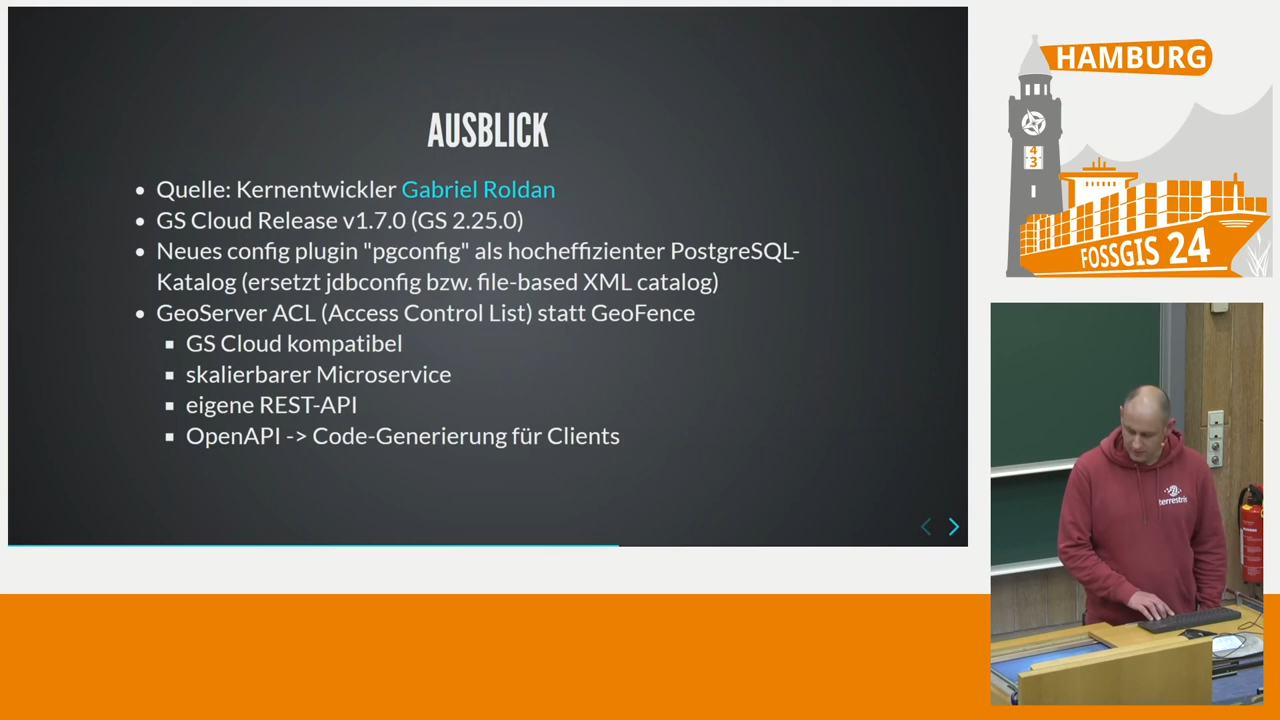 AUSBLICK
Quelle: Kernentwickler Gabriel Roldan
GS Cloud Release v1.7.0 (GS 2.25.0)
Neues config plugin "pgconfig" als hocheffizienter PostgreSQL-
Katalog (ersetzt jdbconfig bzw. file-based XML catalog)
GeoServer ACL (Access Control List) statt GeoFence
GS Cloud kompatibel
skalierbarer Microservice
eigene REST-API
OpenAPI -> Code-Generierung für Clients
HAMBURG
4
3
FOSSGIS 24
terrestris